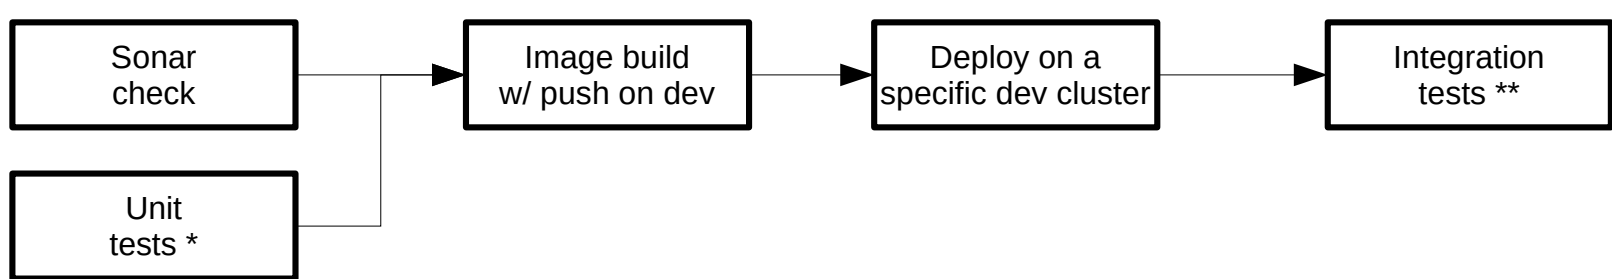 Sonar
check
Image build
w/ push on dev
Deploy on a
specific dev cluster
Integration
tests **
Unit
tests *